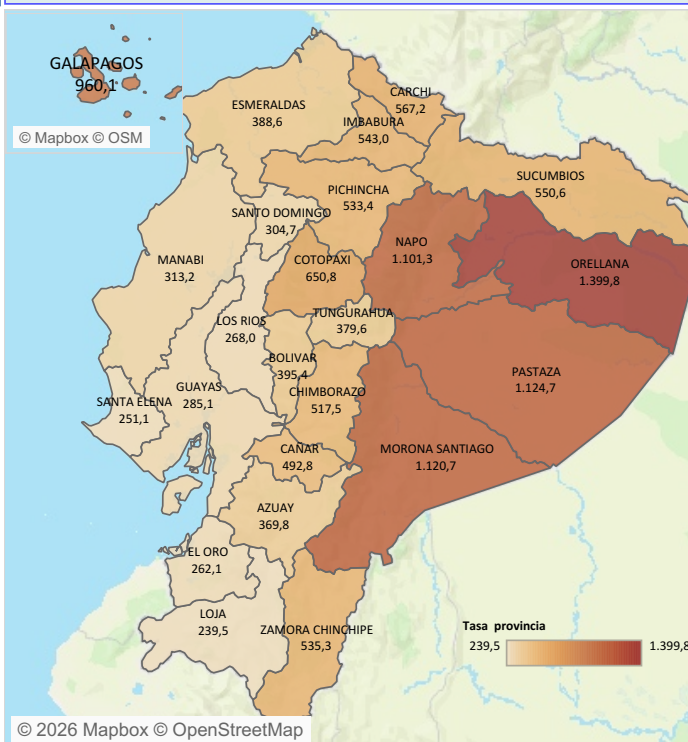 GALAPAGOS
960,1
© Mapbox © OSM
ESMERALDAS
388,6
CARCHI
567,2
IMBABURA
543,0
SUCUMBIOS
550,6
PICHINCHA
533,4
SANTO DOMINGO
304,7
NAPO
1.101,3
MANABI
313,2
COTOPAXI
650,8
ORELLANA
1.399,8
TUNGURAHUA
379,6
LOS RIOS
268,0
BOLIVAR
395,4
PASTAZA
1.124,7
GUAYAS
285,1
CHIMBORAZO
517,5
SANTA ELENA
251,1
CAÑAR
492,8
MORONA SANTIAGO
1.120,7
AZUAY
369,8
EL ORO
262,1
LOJA
239,5
ZAMORA CHINCHIPE
535,3
Tasa provincia
239,5 1.399,8
© 2026 Mapbox © OpenStreetMap